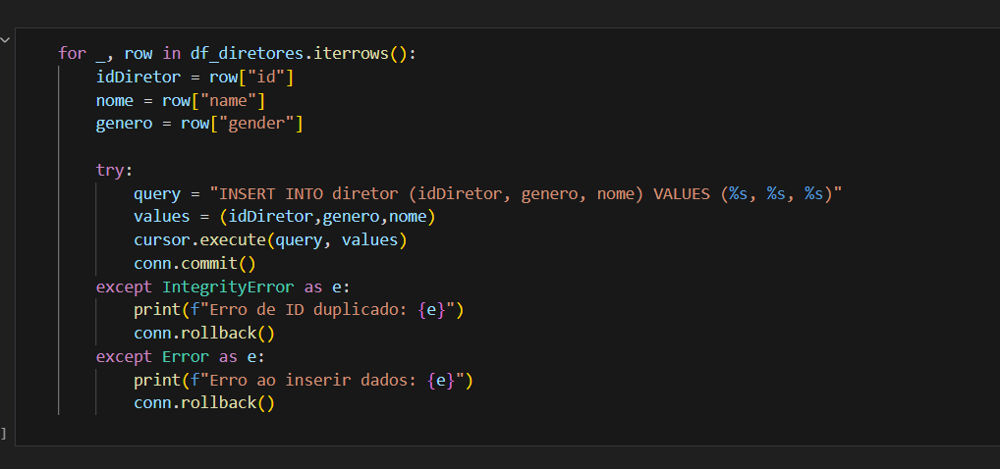 for _, row in df_diretores.iterrows():
    idDiretor = row["id"]
    nome = row["name"]
    genero = row["gender"]

    try:
        query = "INSERT INTO diretor (idDiretor, genero, nome) VALUES (%s, %s, %s)"
        values = (idDiretor,genero,nome)
        cursor.execute(query, values)
        conn.commit()
    except IntegrityError as e:
        print(f"Erro de ID duplicado: {e}")
        conn.rollback()
    except Error as e:
        print(f"Erro ao inserir dados: {e}")
        conn.rollback()
]